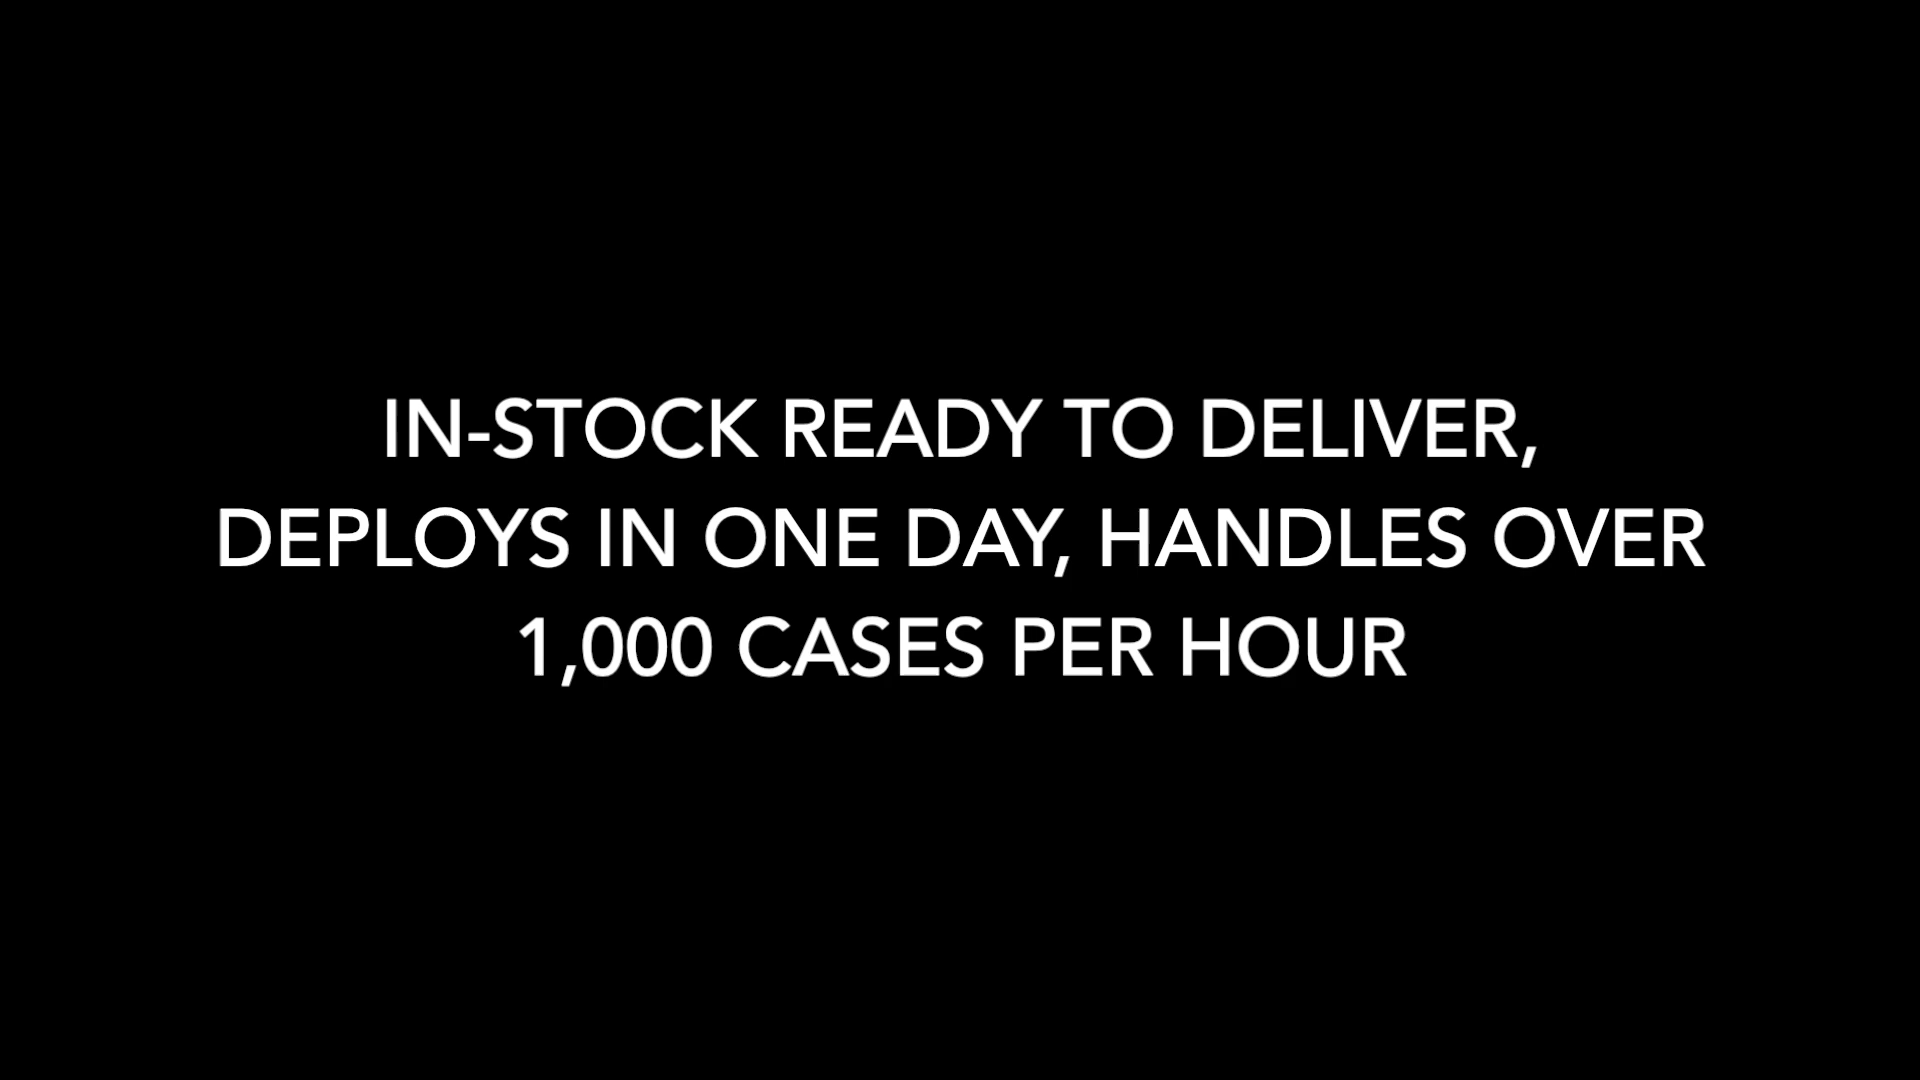 IN-STOCK READY TO DELIVER,
DEPLOYS IN ONE DAY, HANDLES OVER
1,000 CASES PER HOUR